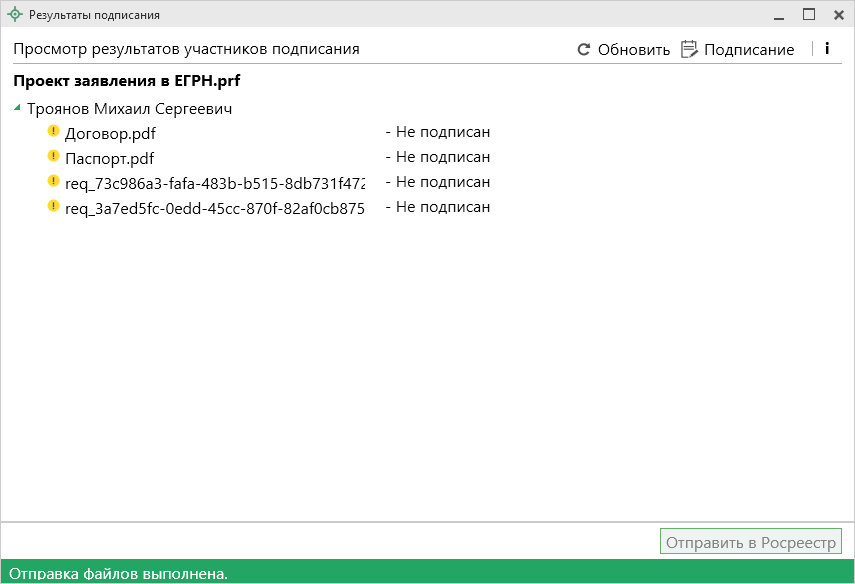 Результаты подписания
Просмотр результатов участников подписания Обновить Подписание i
Проект заявления в ЕГРН.prf
Троянов Михаил Сергеевич
Договор.pdf - Не подписан
Паспорт.pdf - Не подписан
req_73c986a3-fafa-483b-b515-8db731f472 - Не подписан
req_3a7ed5fc-0edd-45cc-870f-82af0cb875 - Не подписан
Отправить в Росреестр
Отправка файлов выполнена.